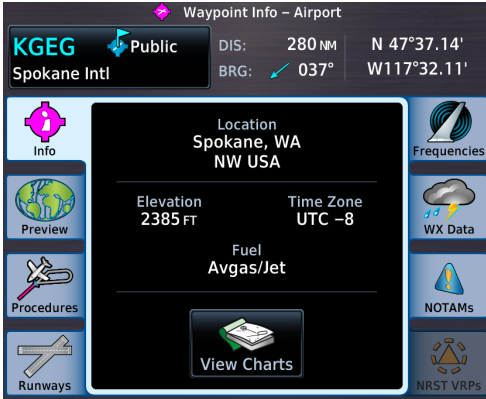 Waypoint Info – Airport
KGEG Public
Spokane Intl
DIS: 280 NM
BRG: 037°
N 47°37.14'
W117°32.11'
Info
Preview
Procedures
Runways
Location
Spokane, WA
NW USA
Elevation
2385 FT
Time Zone
UTC −8
Fuel
Avgas/Jet
View Charts
Frequencies
WX Data
NOTAMs
NRST VRPs